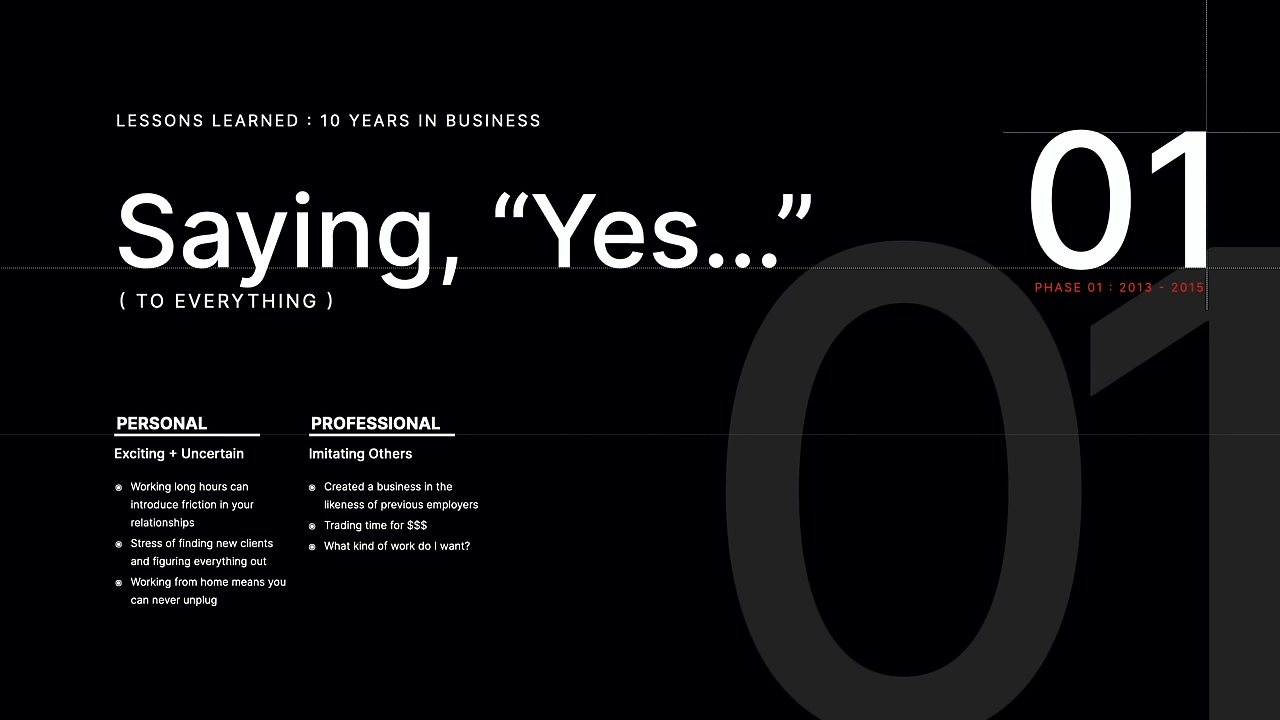 LESSONS LEARNED : 10 YEARS IN BUSINESS
Saying, “Yes...”
( TO EVERYTHING )
01
PHASE 01 : 2013 - 2015
01
PERSONAL
Exciting + Uncertain
Working long hours can
introduce friction in your
relationships
Stress of finding new clients
and figuring everything out
Working from home means you
can never unplug
PROFESSIONAL
Imitating Others
Created a business in the
likeness of previous employers
Trading time for $$$
What kind of work do I want?